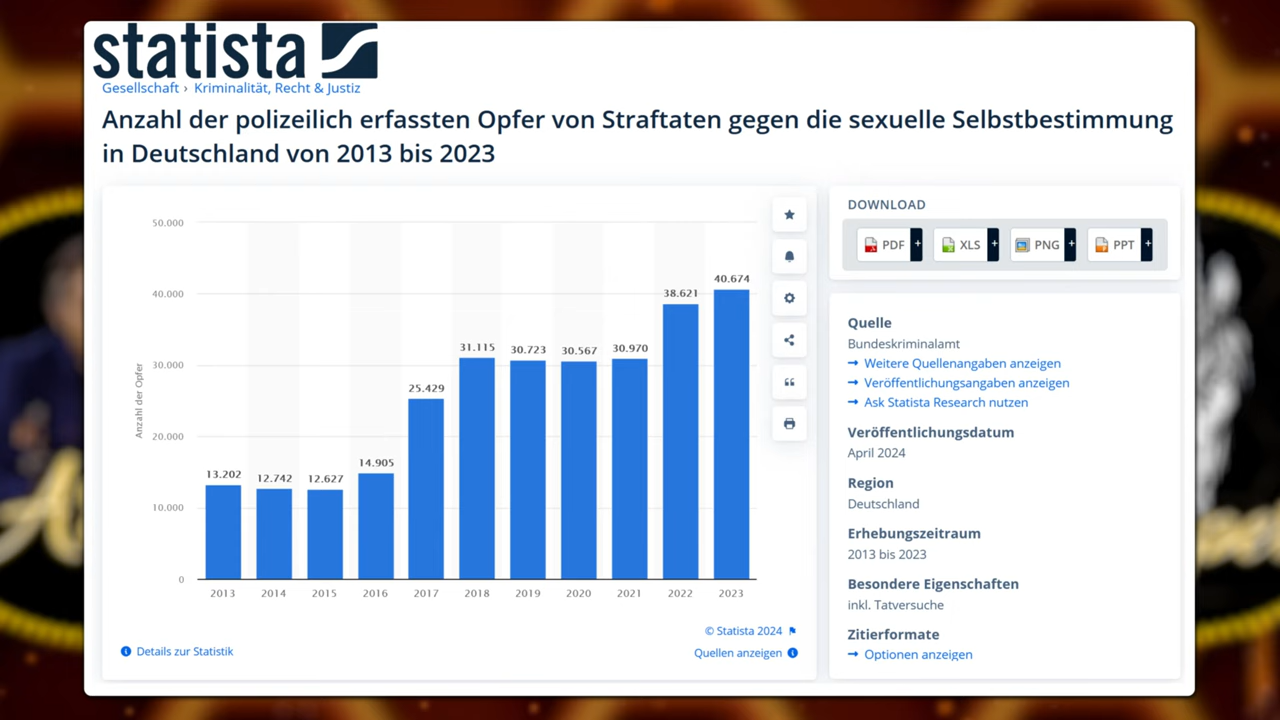 statista
Gesellschaft › Kriminalität, Recht & Justiz
Anzahl der polizeilich erfassten Opfer von Straftaten gegen die sexuelle Selbstbestimmung
in Deutschland von 2013 bis 2023
Anzahl der Opfer
50.000
40.000
30.000
20.000
10.000
0
13.202
12.742
12.627
14.905
25.429
31.115
30.723
30.567
30.970
38.621
40.674
2013 2014 2015 2016 2017 2018 2019 2020 2021 2022 2023
© Statista 2024
Details zur Statistik
Quellen anzeigen
DOWNLOAD
PDF + XLS + PNG + PPT +
Quelle
Bundeskriminalamt
→ Weitere Quellenangaben anzeigen
→ Veröffentlichungsangaben anzeigen
→ Ask Statista Research nutzen
Veröffentlichungsdatum
April 2024
Region
Deutschland
Erhebungszeitraum
2013 bis 2023
Besondere Eigenschaften
inkl. Tatversuche
Zitierformate
→ Optionen anzeigen